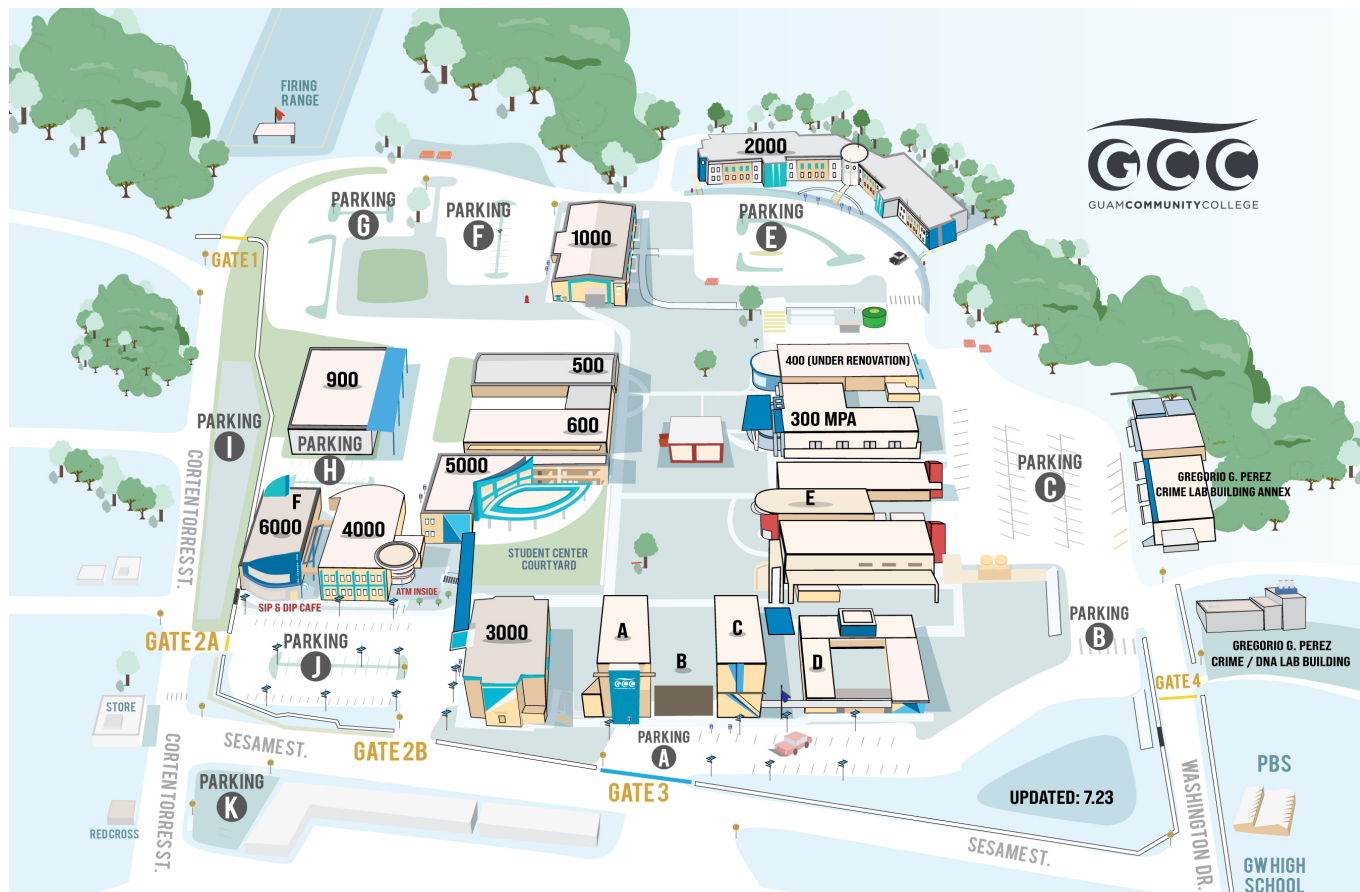 FIRING
RANGE
2000
GCC
GUAMCOMMUNITYCOLLEGE
PARKING
G
PARKING
F
1000
PARKING
E
GATE 1
500
400 (UNDER RENOVATION)
900
600
300 MPA
PARKING
I
PARKING
H
5000
PARKING
C
GREGORIO G. PEREZ
CRIME LAB BUILDING ANNEX
F
6000
4000
E
STUDENT CENTER
COURTYARD
CORTENTORRES ST.
SIP & DIP CAFE
ATM INSIDE
PARKING
B
GATE 2A
PARKING
J
3000
A
B
C
D
GCC
GREGORIO G. PEREZ
CRIME / DNA LAB BUILDING
GATE 4
STORE
SESAME ST.
GATE 2B
PARKING
A
GATE 3
PARKING
K
RED CROSS
CORTENTORRES ST.
UPDATED: 7.23
PBS
SESAME ST.
WASHINGTON DR.
GW HIGH
SCHOOL